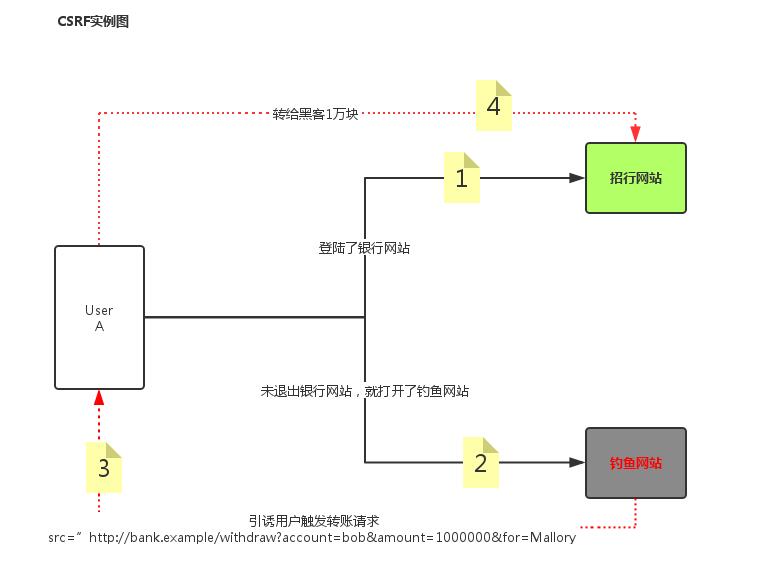 CSRF实例图
4
转给黑客1万块
1
招行网站
登陆了银行网站
User
A
未退出银行网站，就打开了钓鱼网站
3
2
钓鱼网站
引诱用户触发转账请求
src=”http://bank.example/withdraw?account=bob&amount=1000000&for=Mallory